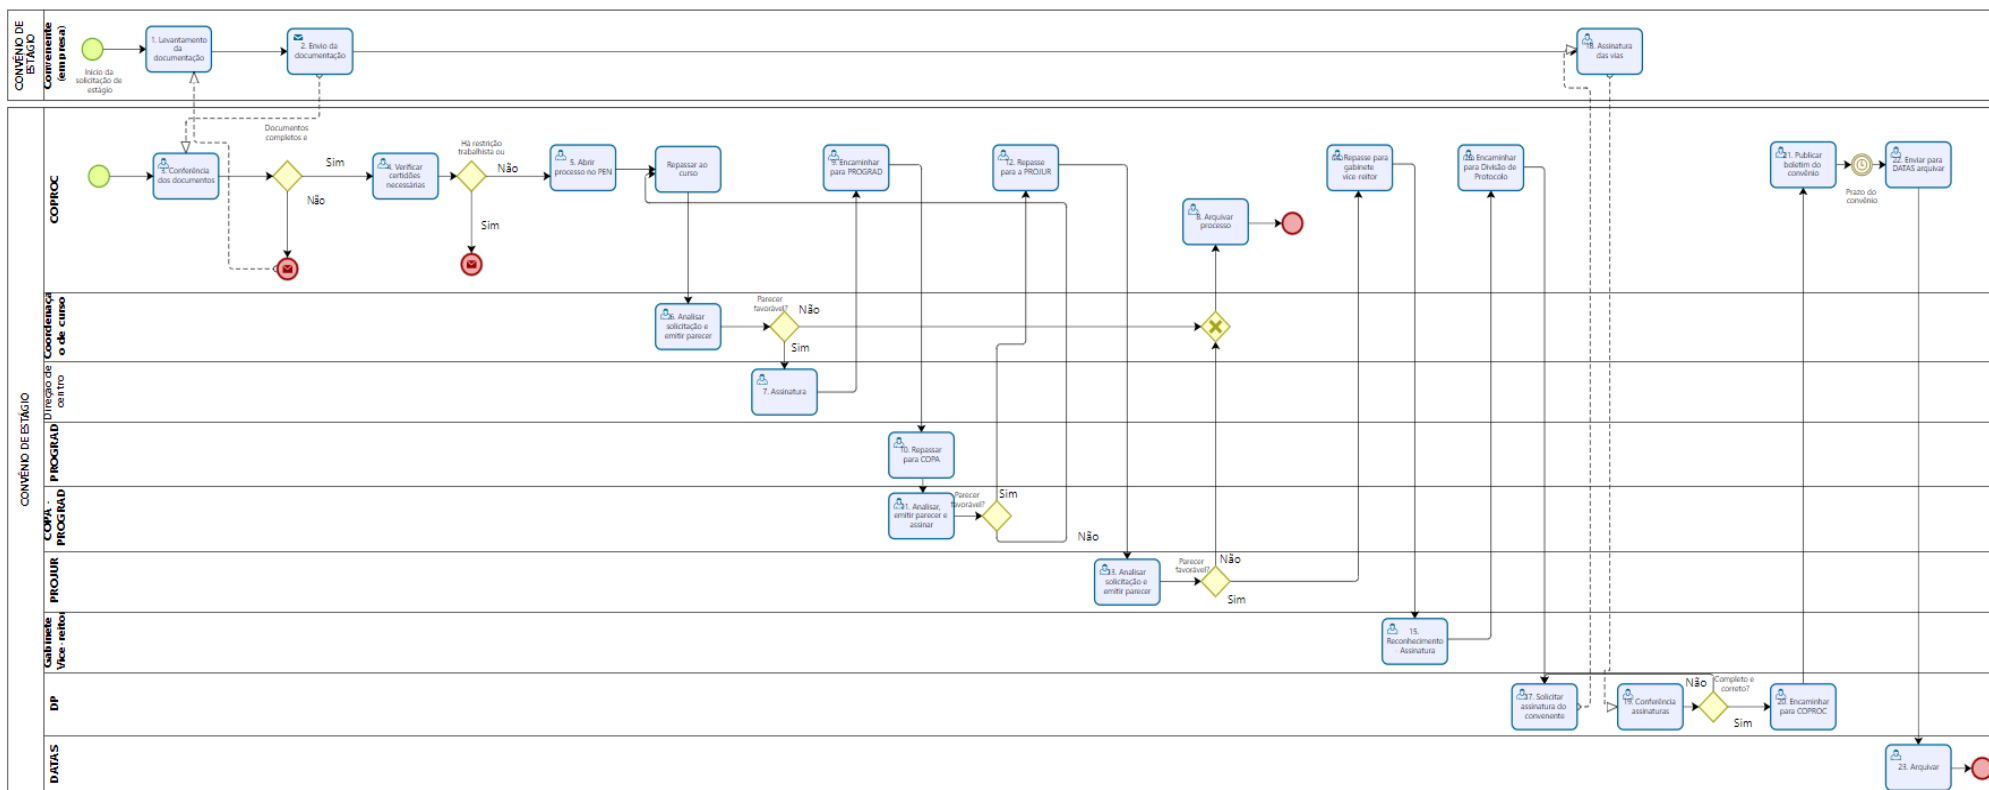 CONVÊNIO DE
ESTÁGIO
Convenente
(empresa)
Início da
solicitação de
estágio
1. Levantamento
da
documentação
2. Envio da
documentação
Assinatura
das vias
CONVÊNIO DE ESTÁGIO
COPROC
3. Conferência
dos documentos
Documentos
completos e
Sim
Não
4. Verificar
certidões
necessárias
Há restrição
trabalhista ou
Não
Sim
5. Abrir
processo no PEN
Repassar ao
curso
9. Encaminhar
para PROGRAD
12. Repasse
para a PROJUR
8. Arquivar
processo
Repasse para
gabinete
vice-reitor
Encaminhar
para Divisão de
Protocolo
21. Publicar
boletim do
convênio
Prazo do
convênio
22. Enviar para
DATAS arquivar
Coordenaçã
o de curso
6. Analisar
solicitação e
emitir parecer
Parecer
favorável?
Não
Sim
Direção de
centro
7. Assinatura
PROGRAD
10. Repassar
para COPA
COPA -
PROGRAD
11. Analisar,
emitir parecer e
assinar
Parecer
favorável?
Sim
Não
PROJUR
13. Analisar
solicitação e
emitir parecer
Parecer
favorável?
Não
Sim
Gabinete
Vice-reitor
15.
Reconhecimento
- Assinatura
DP
17. Solicitar
assinatura do
convenente
19. Conferência
assinaturas
Não
Completo e
correto?
Sim
20. Encaminhar
para COPROC
DATAS
23. Arquivar